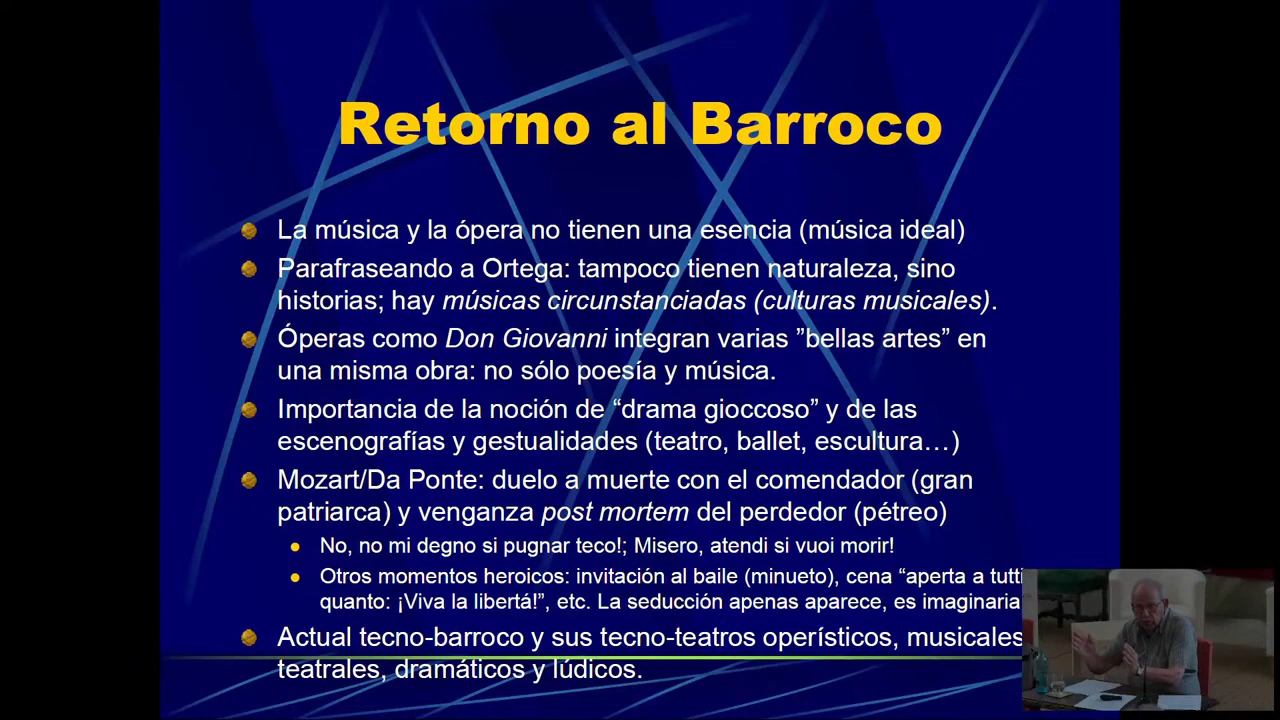 Retorno al Barroco
La música y la ópera no tienen una esencia (música ideal)
Parafraseando a Ortega: tampoco tienen naturaleza, sino
historias; hay músicas circunstanciadas (culturas musicales).
Óperas como Don Giovanni integran varias ”bellas artes” en
una misma obra: no sólo poesía y música.
Importancia de la noción de “drama gioccoso” y de las
escenografías y gestualidades (teatro, ballet, escultura…)
Mozart/Da Ponte: duelo a muerte con el comendador (gran
patriarca) y venganza post mortem del perdedor (pétreo)
No, no mi degno si pugnar teco!; Misero, atendi si vuoi morir!
Otros momentos heroicos: invitación al baile (minueto), cena “aperta a tutti
quanto: ¡Viva la libertá!”, etc. La seducción apenas aparece, es imaginaria
Actual tecno-barroco y sus tecno-teatros operísticos, musicales
teatrales, dramáticos y lúdicos.